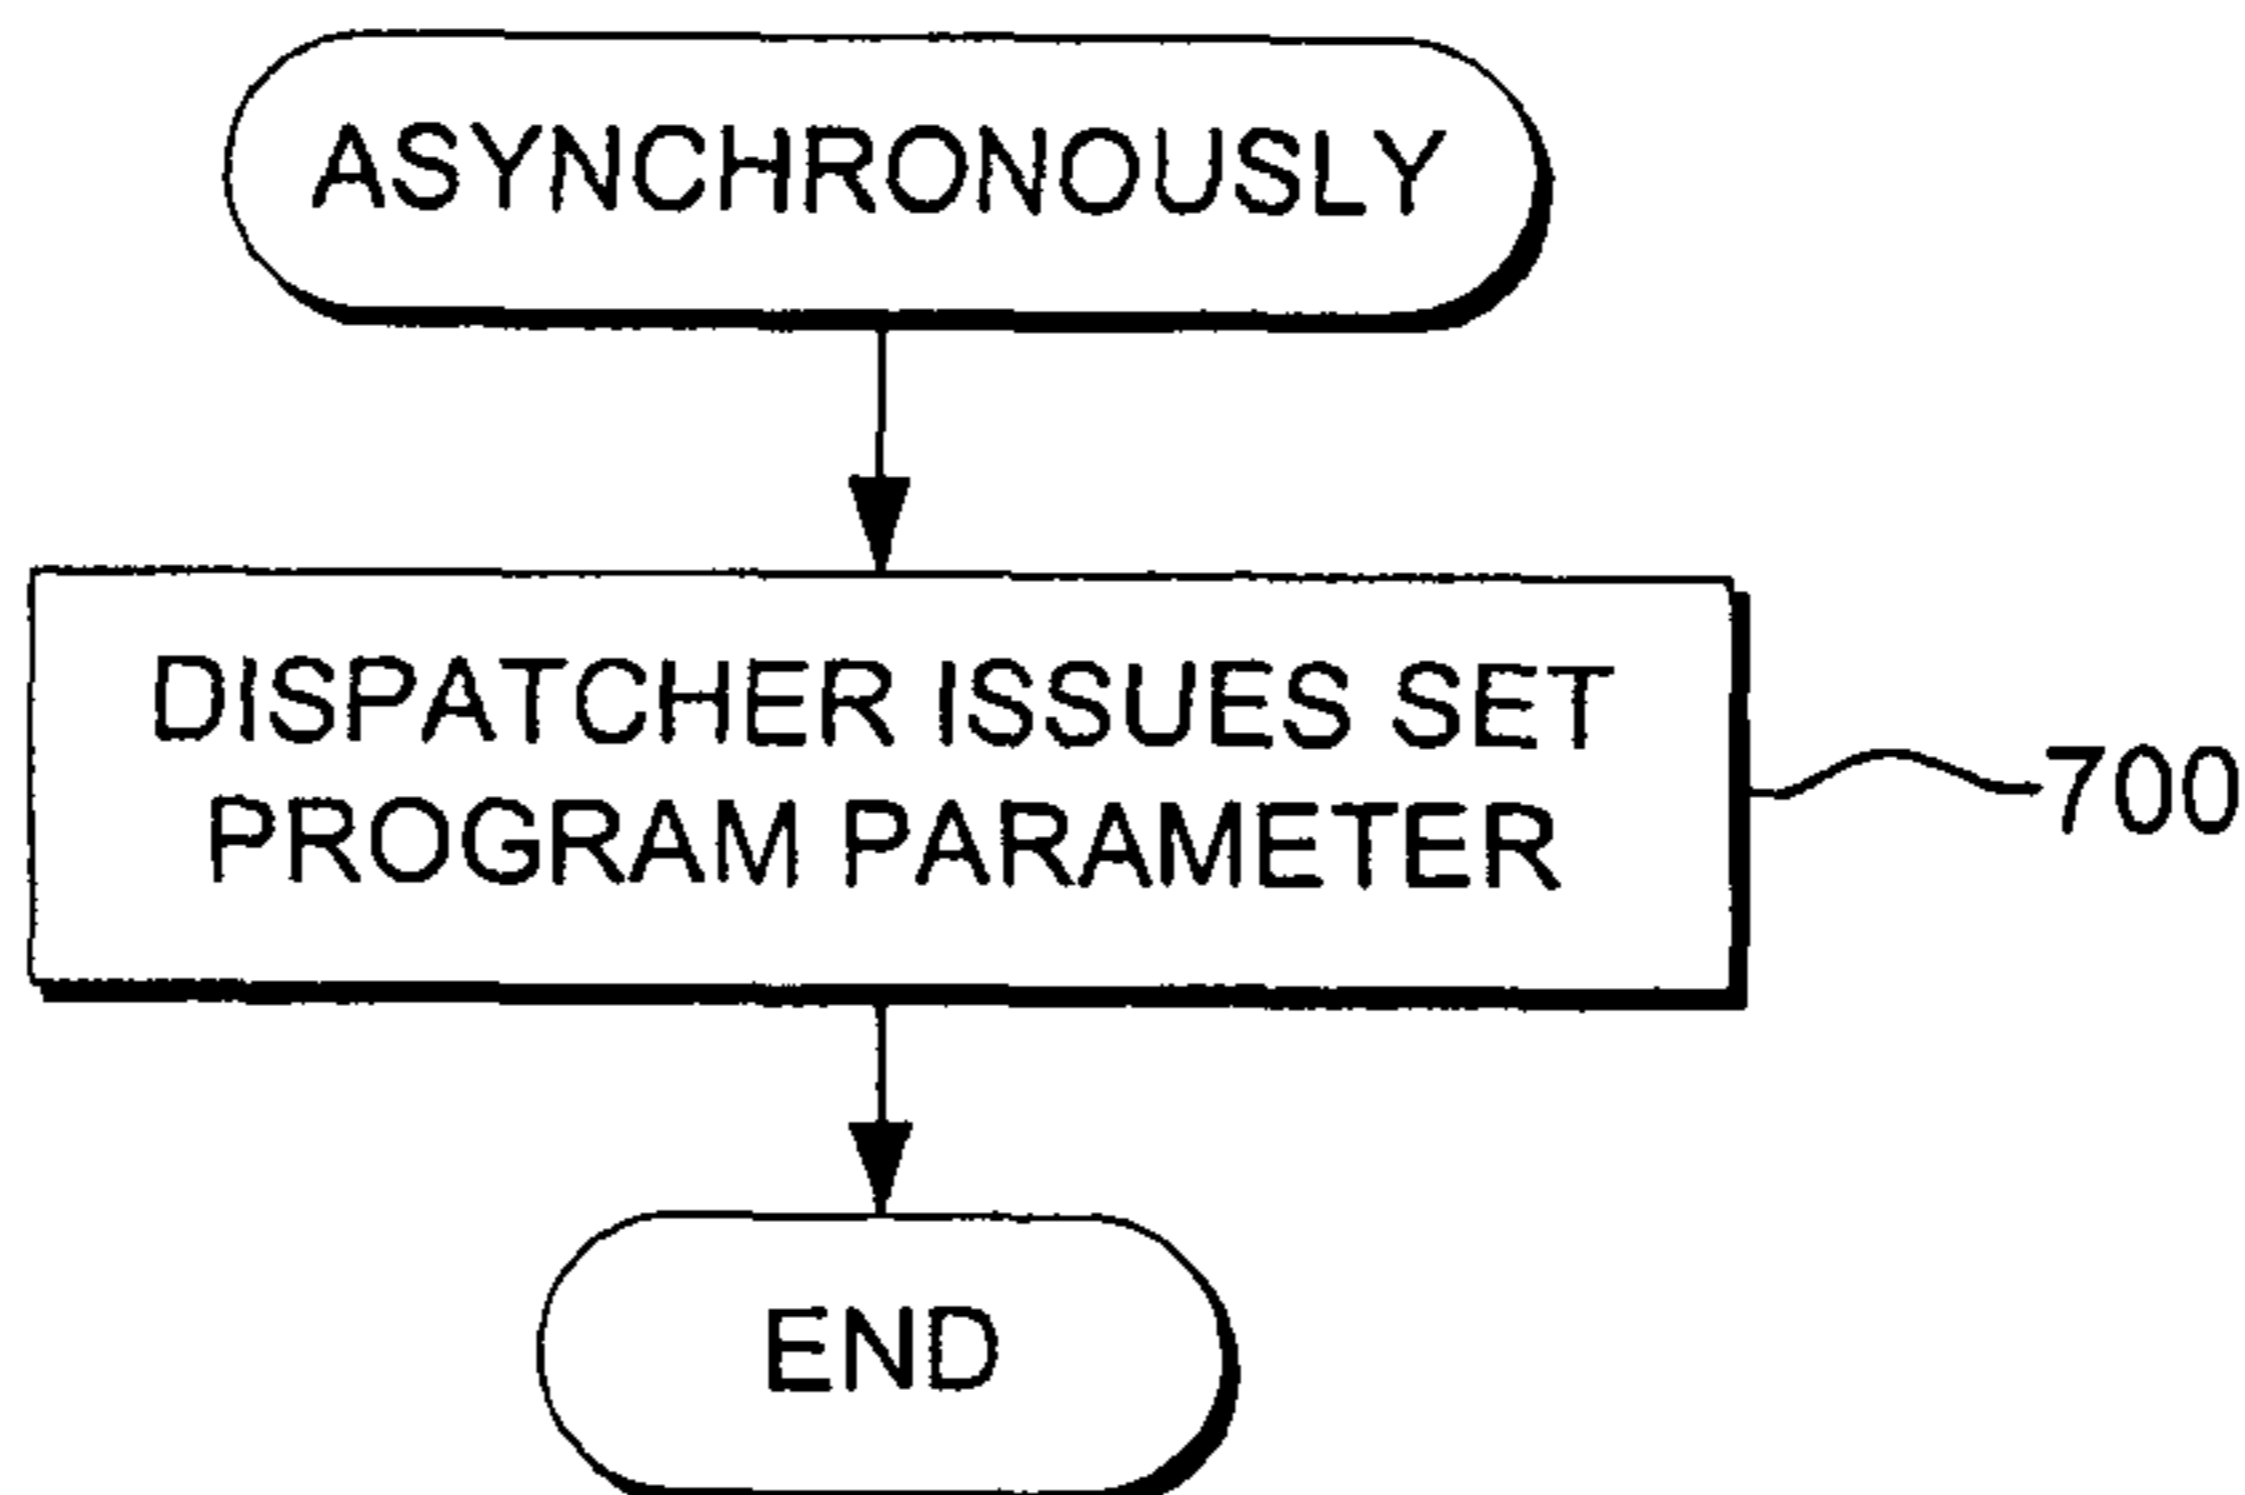 ASYNCHRONOUSLY
DISPATCHER ISSUES SET
PROGRAM PARAMETER
700
END